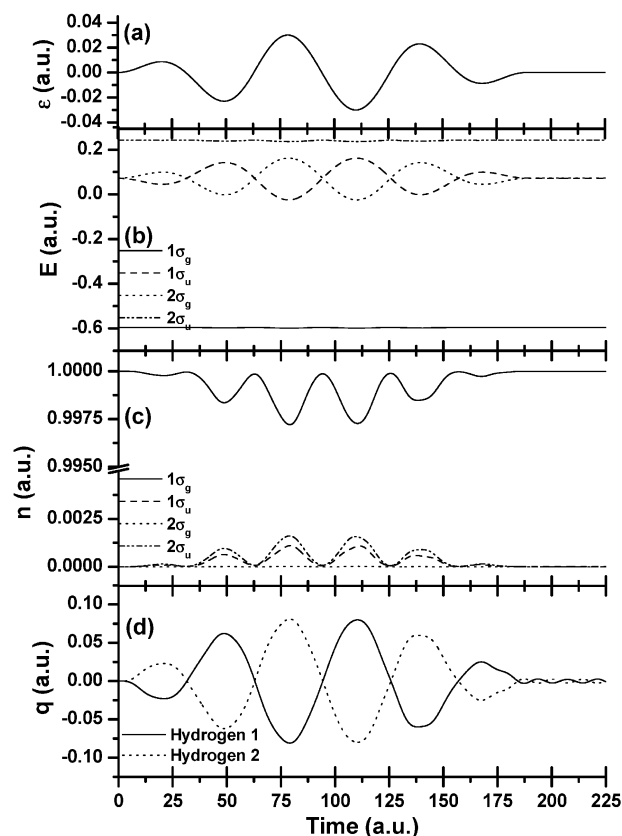 (a)
0.04
0.02
0.00
-0.02
-0.04
ε (a.u.)
0.2
0.0
-0.2
-0.4
-0.6
E (a.u.)
(b)
1σg
1σu
2σg
2σu
1.0000
0.9975
0.9950
0.0025
0.0000
n (a.u.)
(c)
1σg
1σu
2σg
2σu
0.10
0.05
0.00
-0.05
-0.10
q (a.u.)
(d)
Hydrogen 1
Hydrogen 2
0 25 50 75 100 125 150 175 200 225
Time (a.u.)